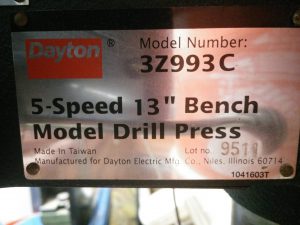 Dayton® Model Number:
3Z993C
5-Speed 13" Bench
Model Drill Press
Made In Taiwan Lot no. 9511
Manufactured for Dayton Electric Mfg. Co., Niles, Illinois 60714
1041603T